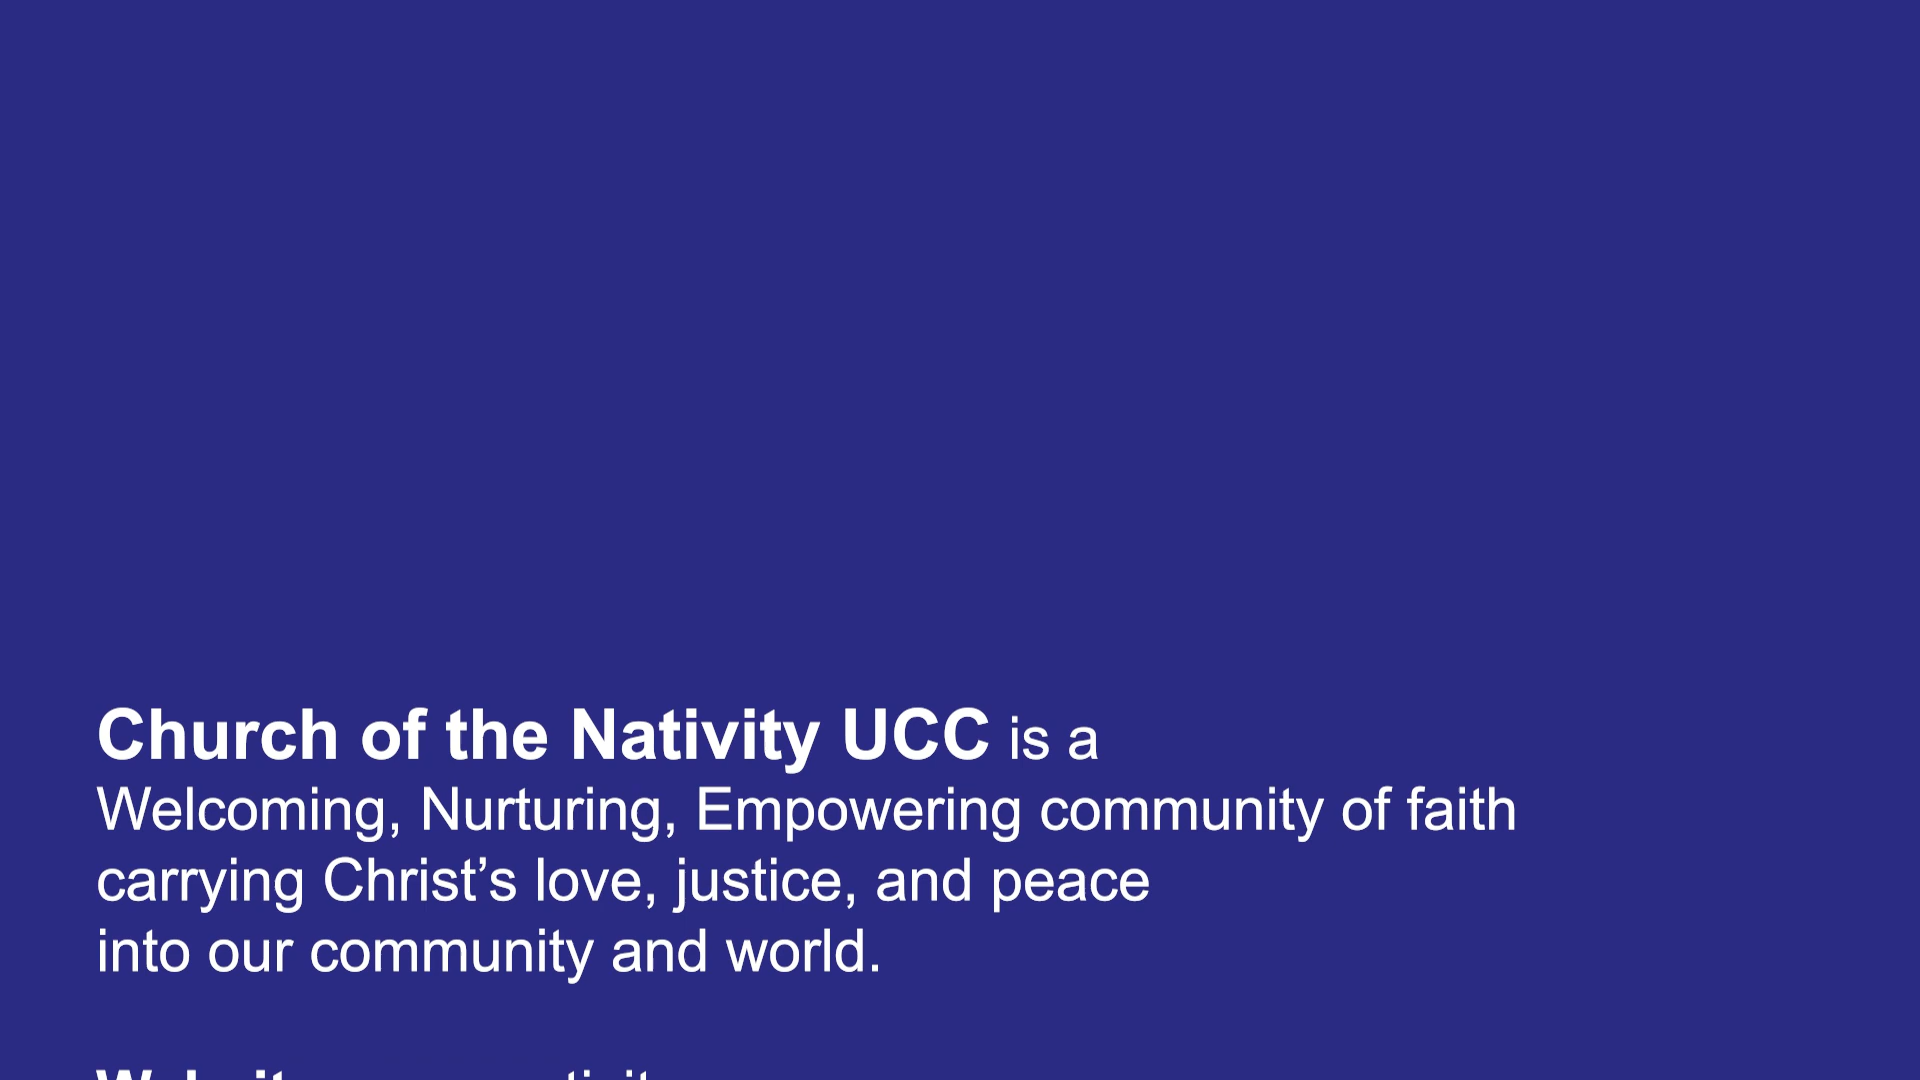 Church of the Nativity UCC is a
Welcoming, Nurturing, Empowering community of faith
carrying Christ’s love, justice, and peace
into our community and world.